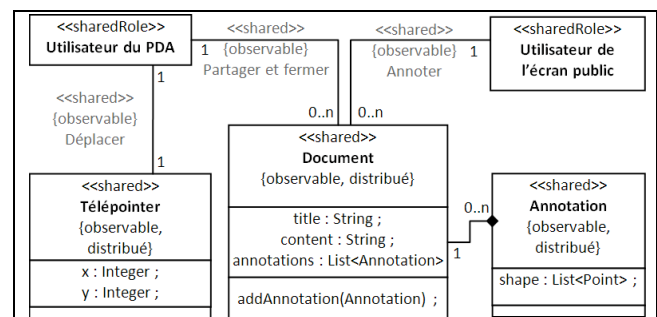 <<sharedRole>>
Utilisateur du PDA
1
<<shared>>
{observable}
Partager et fermer
0..n
<<shared>>
{observable}
Annoter
1
0..n
<<sharedRole>>
Utilisateur de
l'écran public
1
<<shared>>
{observable}
Déplacer
1
<<shared>>
Télépointer
{observable,
distribué}
x : Integer ;
y : Integer ;
<<shared>>
Document
{observable, distribué}
title : String ;
content : String ;
annotations : List<Annotation>
addAnnotation(Annotation) ;
0..n
1
<<shared>>
Annotation
{observable,
distribué}
shape : List<Point> ;